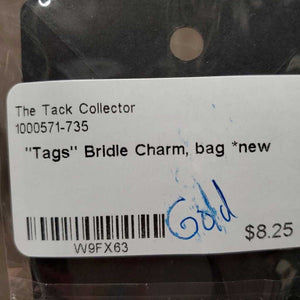 The Tack Collector
1000571-735
"Tags" Bridle Charm, bag *new
Gold
$8.25
W9FX63